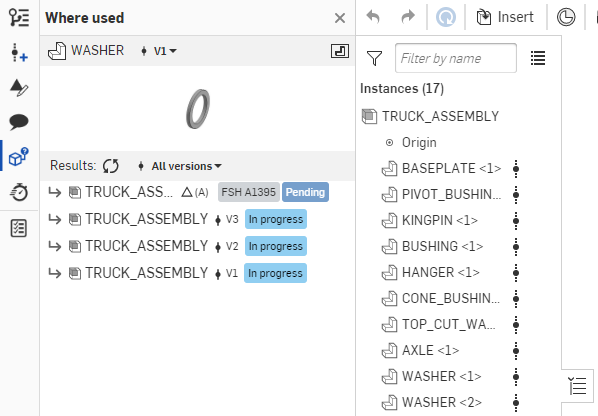 Where used
WASHER V1
Results: All versions
TRUCK_ASS... (A) FSH A1395 Pending
TRUCK_ASSEMBLY V3 In progress
TRUCK_ASSEMBLY V2 In progress
TRUCK_ASSEMBLY V1 In progress
Insert
Filter by name
Instances (17)
TRUCK_ASSEMBLY
Origin
BASEPLATE <1>
PIVOT_BUSHIN...
KINGPIN <1>
BUSHING <1>
HANGER <1>
CONE_BUSHIN...
TOP_CUT_WA...
AXLE <1>
WASHER <1>
WASHER <2>